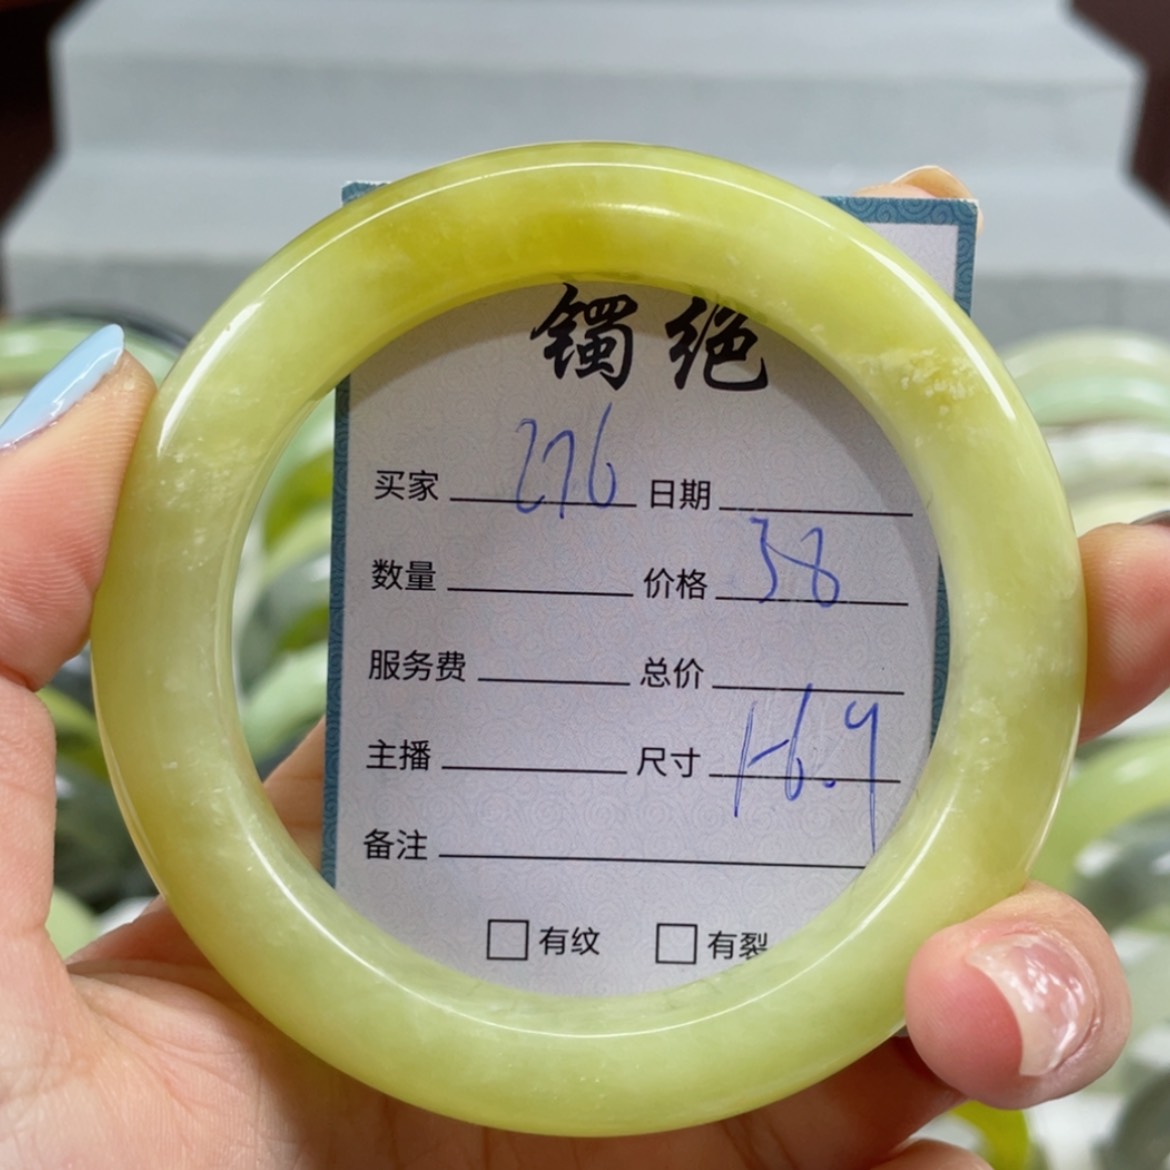 镯绝
买家 276 日期
数量 价格 38
服务费 总价
主播 尺寸 16.9
备注
□有纹 □有裂